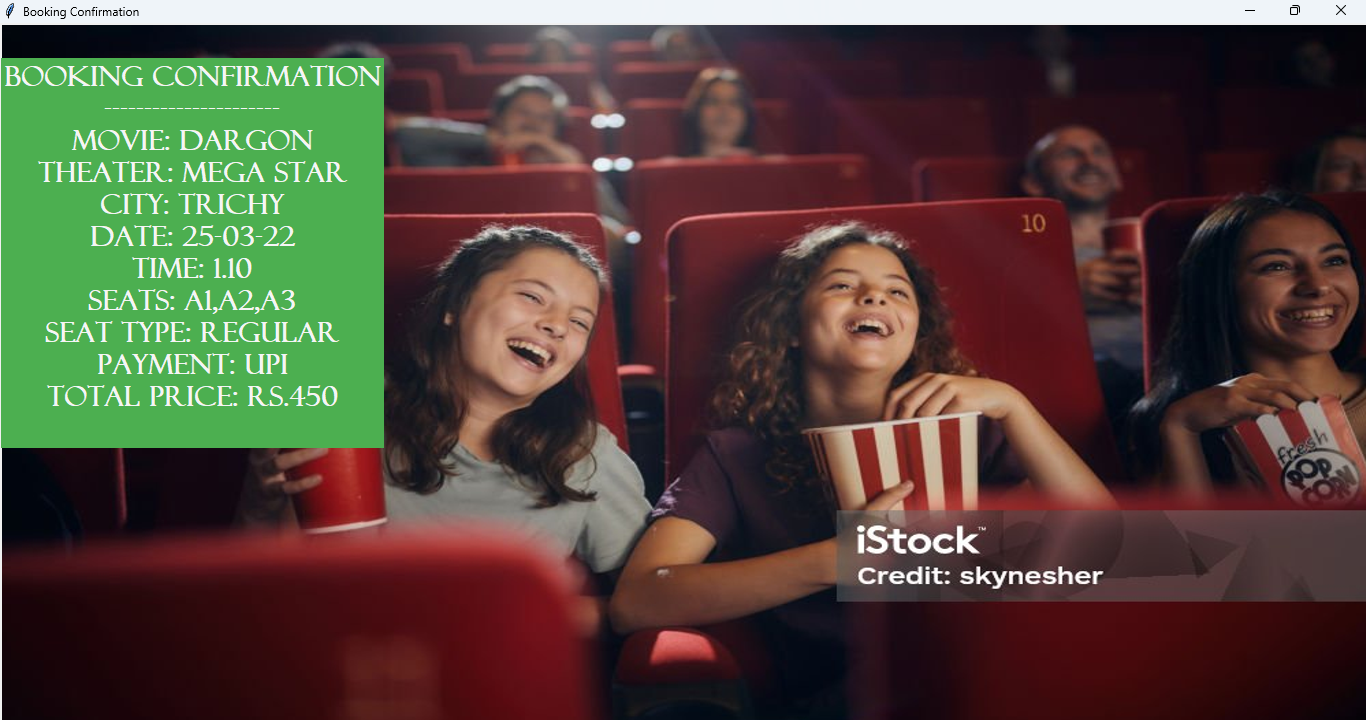 Booking Confirmation
BOOKING CONFIRMATION
----------------------
MOVIE: DARGON
THEATER: MEGA STAR
CITY: TRICHY
DATE: 25-03-22
TIME: 1.10
SEATS: A1,A2,A3
SEAT TYPE: REGULAR
PAYMENT: UPI
TOTAL PRICE: RS.450
10
fresh
POP
CORN
iStock™
Credit: skynesher